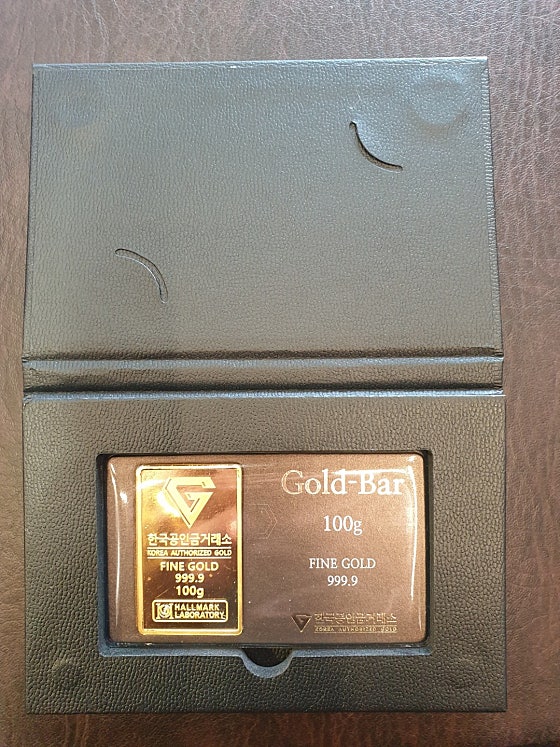 한국공인금거래소
KOREA AUTHORIZED GOLD
FINE GOLD
999.9
100g
HALLMARK
LABORATORY
Gold-Bar
100g
FINE GOLD
999.9
한국공인금거래소
KOREA AUTHORIZED GOLD